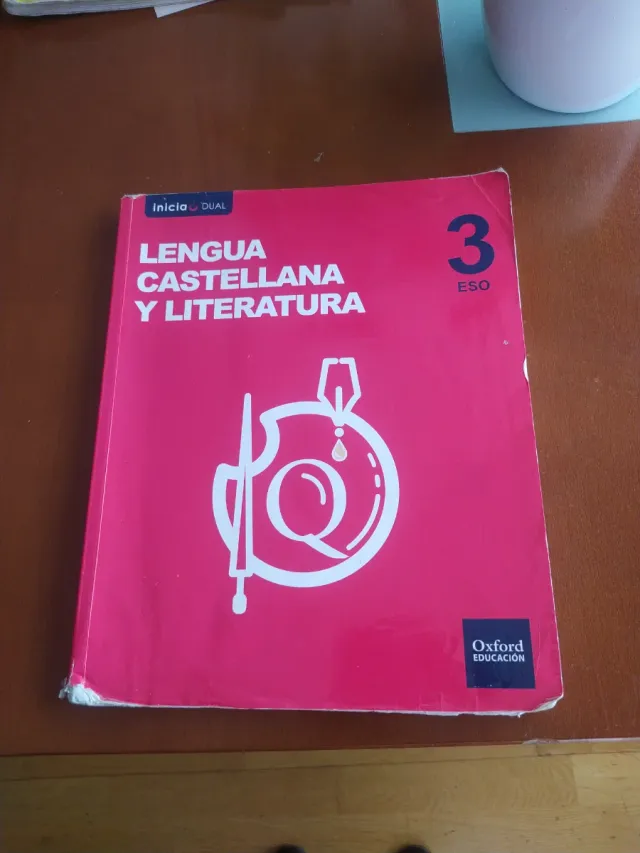 inicia DUAL
LENGUA
CASTELLANA
Y LITERATURA
3
ESO
Q
Oxford
EDUCACIÓN